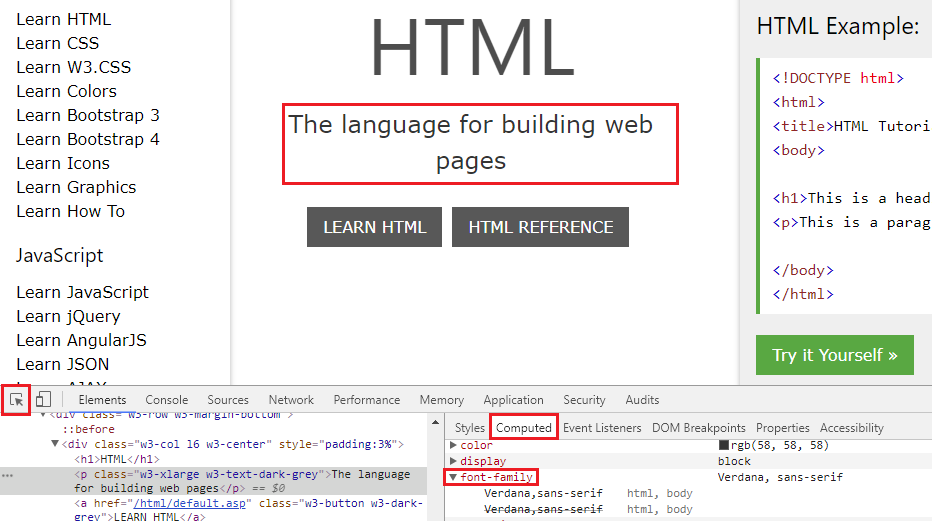 Learn HTML
Learn CSS
Learn W3.CSS
Learn Colors
Learn Bootstrap 3
Learn Bootstrap 4
Learn Icons
Learn Graphics
Learn How To
JavaScript
Learn JavaScript
Learn jQuery
Learn AngularJS
Learn JSON
Learn AJAX
HTML
The language for building web
pages
LEARN HTML
HTML REFERENCE
HTML Example:
<!DOCTYPE html>
<html>
<title>HTML Tutori
<body>
<h1>This is a head
<p>This is a parag
</body>
</html>
Try it Yourself »
Elements Console Sources Network Performance Memory Application Security Audits
<div class="w3-row w3-margin-bottom">
::before
▼<div class="w3-col l6 w3-center" style="padding:3%">
<h1>HTML</h1>
... <p class="w3-xlarge w3-text-dark-grey">The language
for building web pages</p> == $0
<a href="/html/default.asp" class="w3-button w3-dark-
grey">LEARN HTML</a>
Styles Computed Event Listeners DOM Breakpoints Properties Accessibility
color rgb(58, 58, 58)
display block
font-family Verdana, sans-serif
Verdana,sans-serif html, body
Verdana,sans-serif html, body